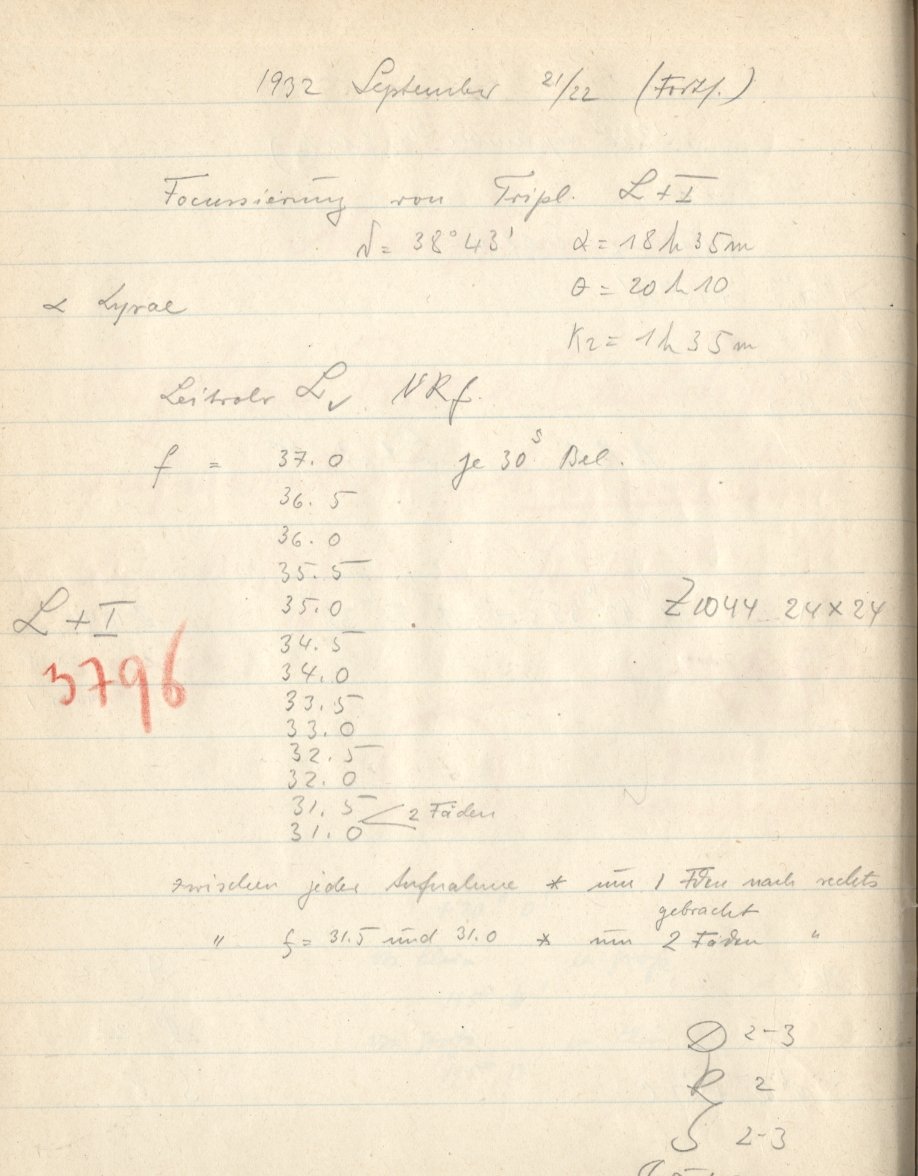 1932 September 21/22 (Forts.)
Focussierung von Tripl. L + I
δ = 38° 43' α = 18h 35m
θ = 20h 10
α Lyrae
K2 = 1h 35m
Leitrohr L NRf.
f = 37.0 je 30s Bel.
36.5
36.0
35.5
L + I 35.0 Z1044 24 x 24
34.5
3796 34.0
33.5
33.0
32.5
32.0
31.5 < 2 Fäden
31.0
zwischen jeder Aufnahme * um 1 Fden nach rechts
gebracht
" f = 31.5 und 31.0 * um 2 Fäden "
D 2-3
R 2
S 2-3